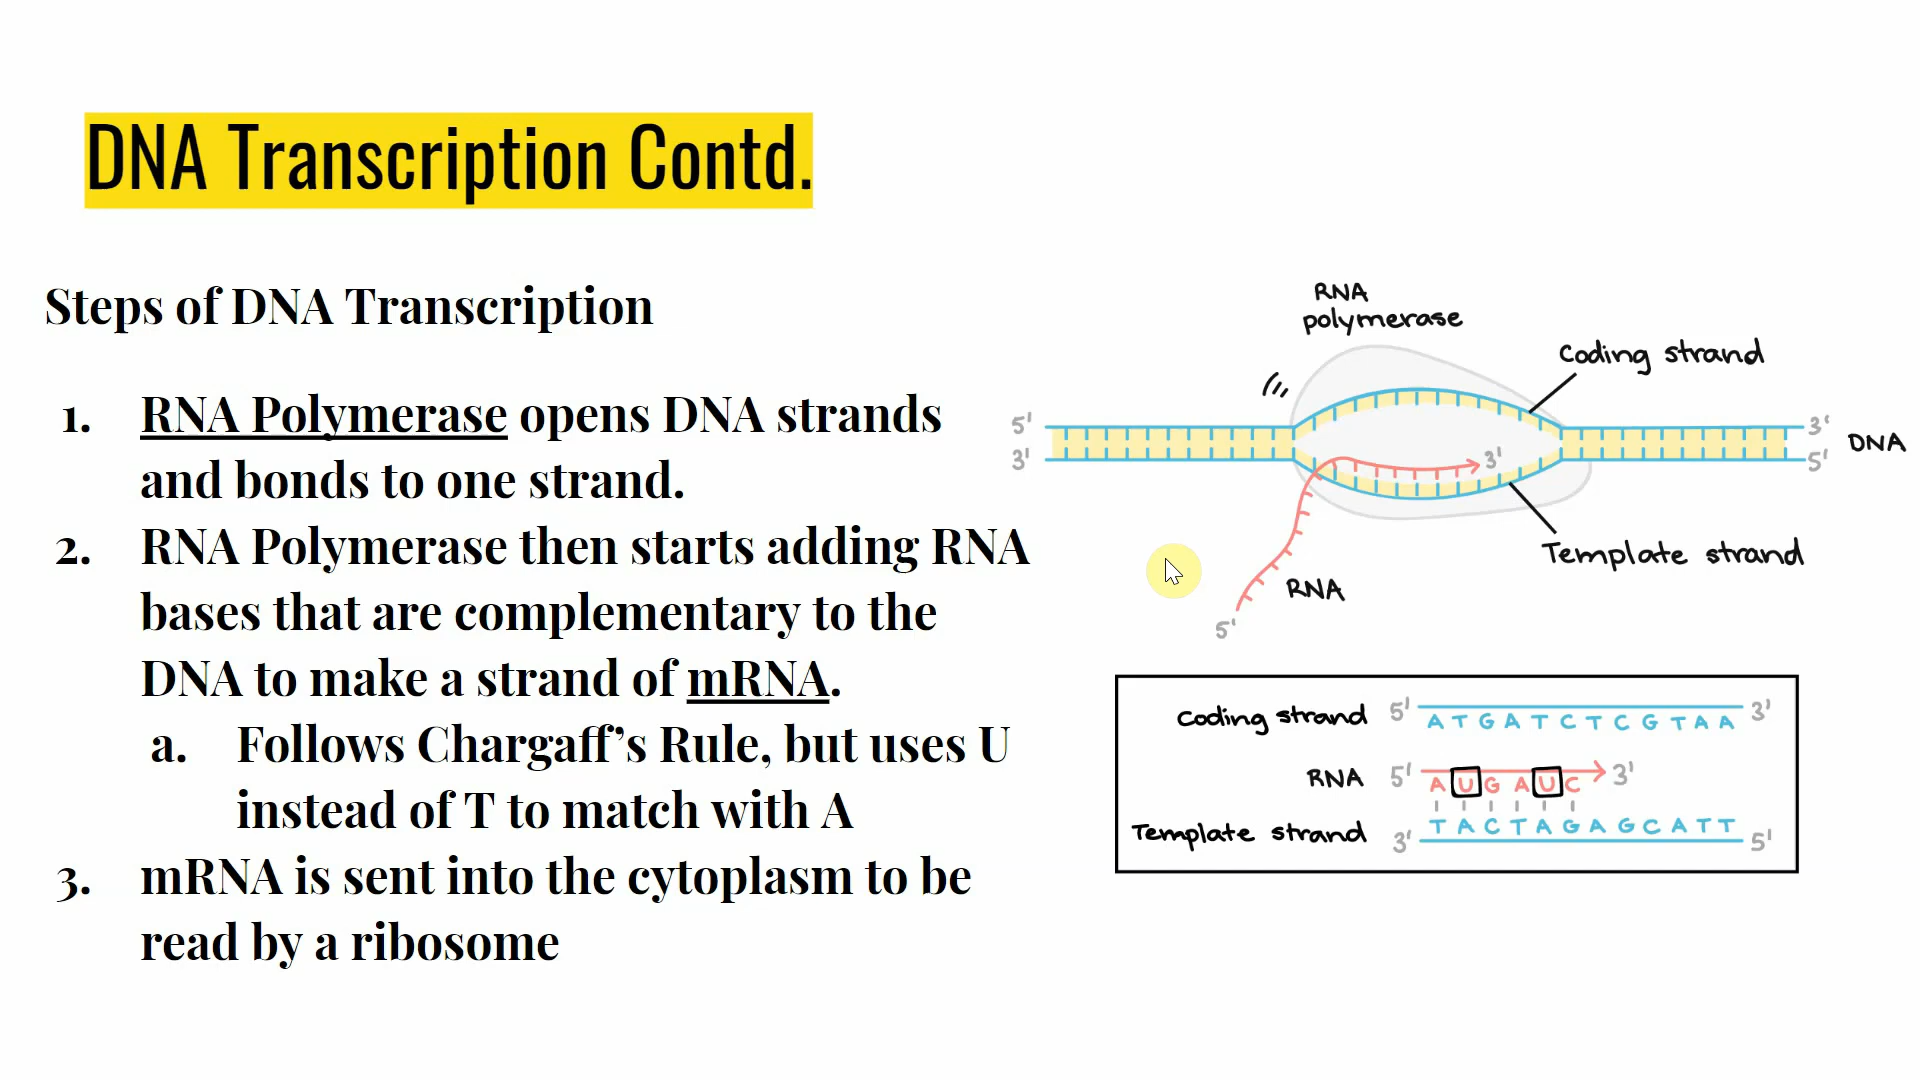 DNA Transcription Contd.
Steps of DNA Transcription
1. RNA Polymerase opens DNA strands
and bonds to one strand.
2. RNA Polymerase then starts adding RNA
bases that are complementary to the
DNA to make a strand of mRNA.
a. Follows Chargaff's Rule, but uses U
instead of T to match with A
3. mRNA is sent into the cytoplasm to be
read by a ribosome
RNA
polymerase
Coding strand
5' 3'
3' 5'
DNA
3'
Template strand
RNA
5'
Coding strand 5' ATGATCTCGTAA 3'
RNA 5' AUGAUC 3'
Template strand 3' TACTAGAGCATT 5'